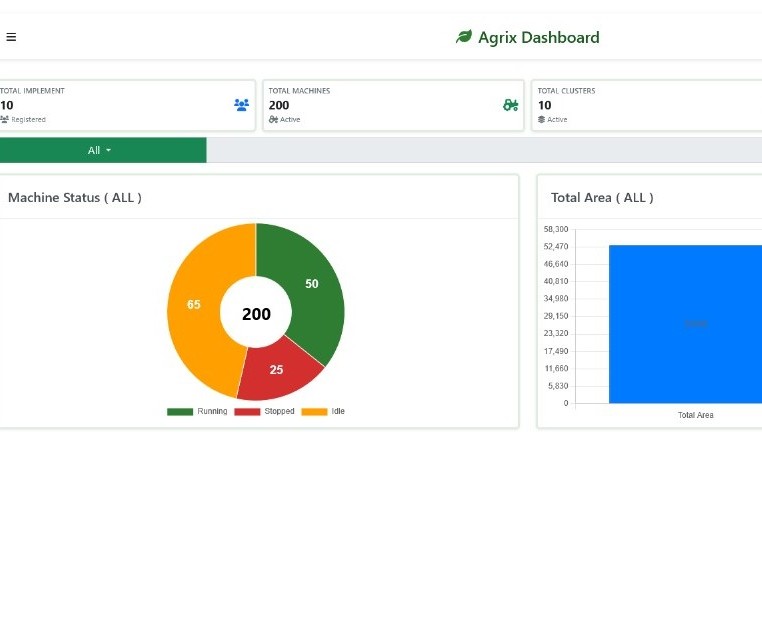 Agrix Dashboard
TOTAL IMPLEMENT
10
Registered
TOTAL MACHINES
200
Active
TOTAL CLUSTERS
10
Active
All
Machine Status ( ALL )
50
65
200
25
Running Stopped Idle
Total Area ( ALL )
58,300
52,470
46,640
40,810
34,980
29,150
23,320
17,490
11,660
5,830
0
Total Area